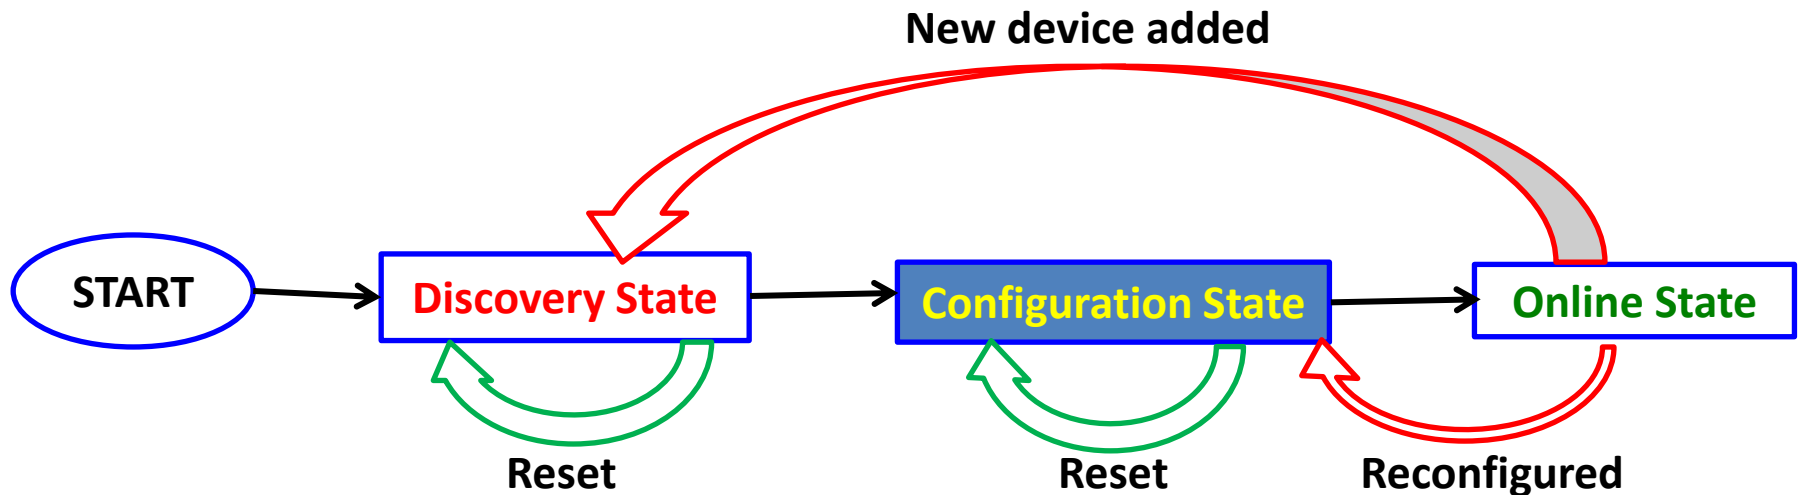 New device added
START
Discovery State
Configuration State
Online State
Reset
Reset
Reconfigured